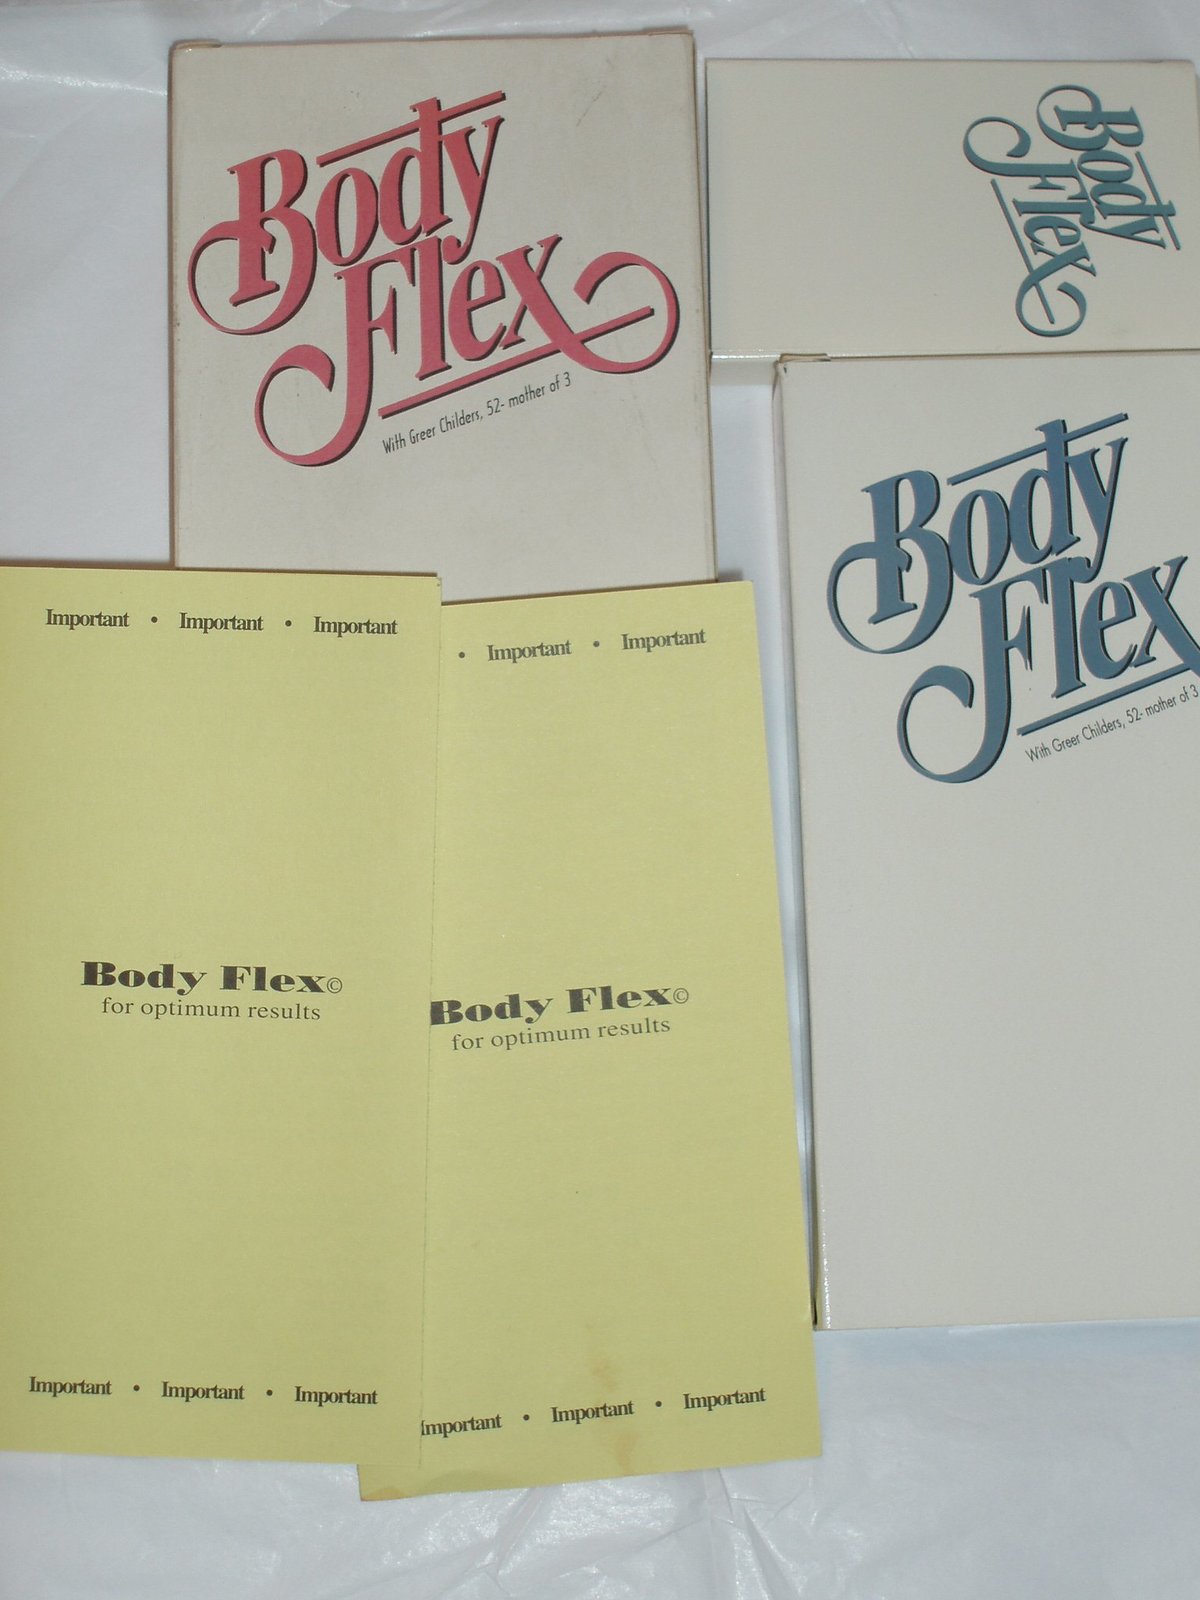 Body
Flex
With Greer Childers, 52- mother of 3
Body
Flex
Body
Flex
With Greer Childers, 52- mother of 3
Important • Important • Important
Body Flex©
for optimum results
Important • Important • Important
• Important • Important
Body Flex©
for optimum results
Important • Important • Important